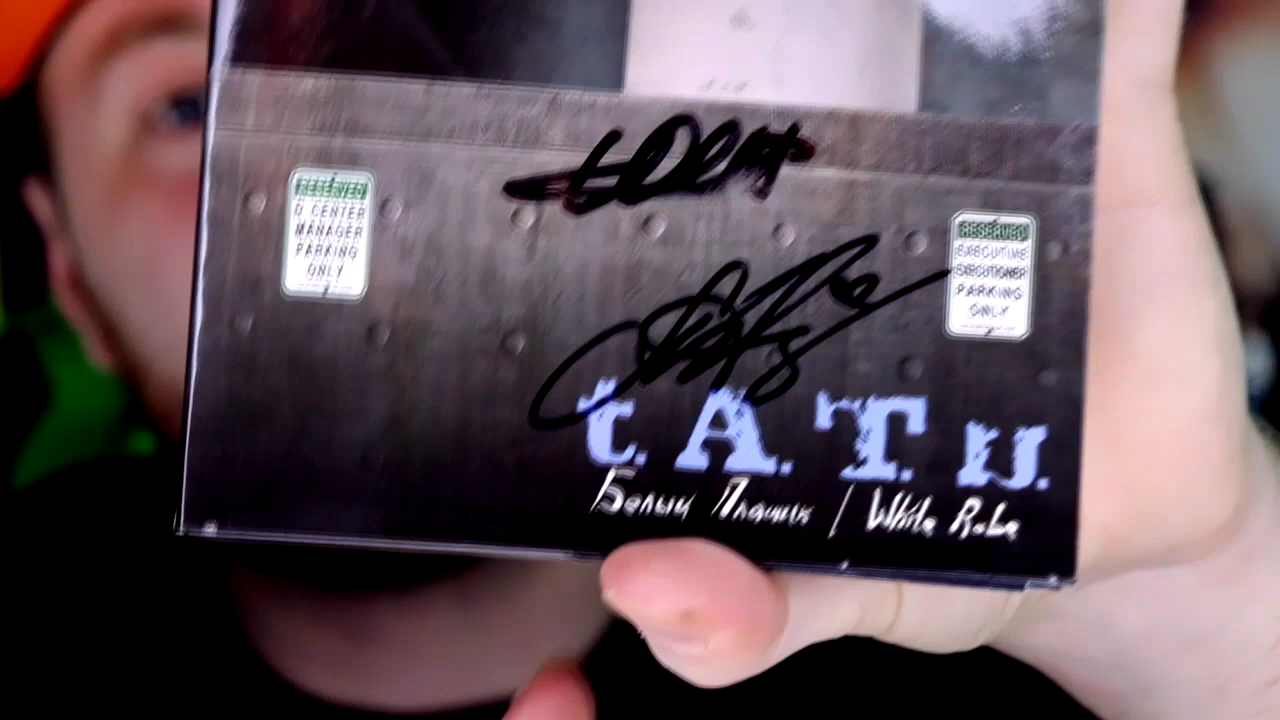 RESERVED
D CENTER
MANAGER
PARKING
ONLY
RESERVED
EXECUTIVE
EXECUTIONER
PARKING
ONLY
t.A.T.u.
Белый Плащик / White Robe